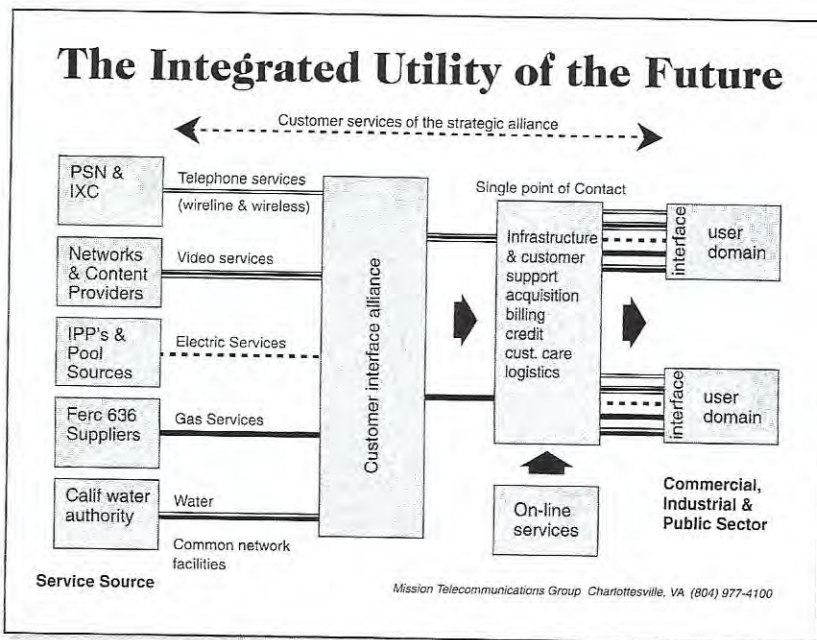 The Integrated Utility of the Future
Customer services of the strategic alliance
PSN &
IXC
Telephone services
(wireline & wireless)
Networks
& Content
Providers
Video services
IPP's &
Pool
Sources
Electric Services
Ferc 636
Suppliers
Gas Services
Calif water
authority
Water
Common network
facilities
Service Source
Customer interface alliance
Single point of Contact
Infrastructure
& customer
support
acquisition
billing
credit
cust. care
logistics
On-line
services
interface
user
domain
interface
user
domain
Commercial,
Industrial &
Public Sector
Mission Telecommunications Group Charlottesville, VA (804) 977-4100